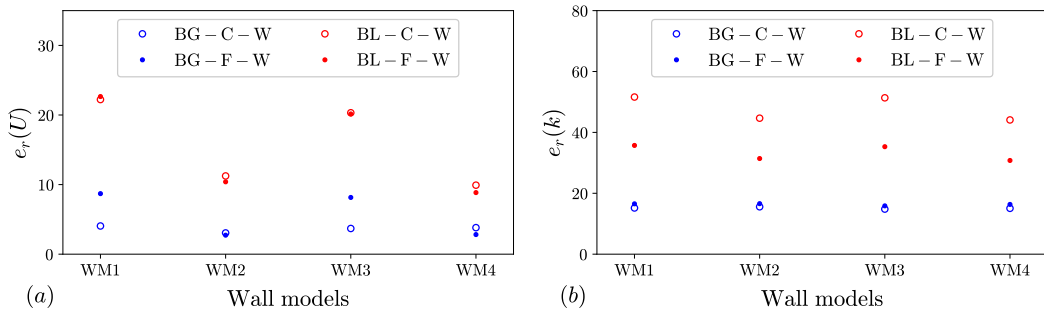 30
20
10
0
e_r(U)
BG − C − W
BG − F − W
BL − C − W
BL − F − W
WM1 WM2 WM3 WM4
(a) Wall models
80
60
40
20
0
e_r(k)
BG − C − W
BG − F − W
BL − C − W
BL − F − W
WM1 WM2 WM3 WM4
(b) Wall models